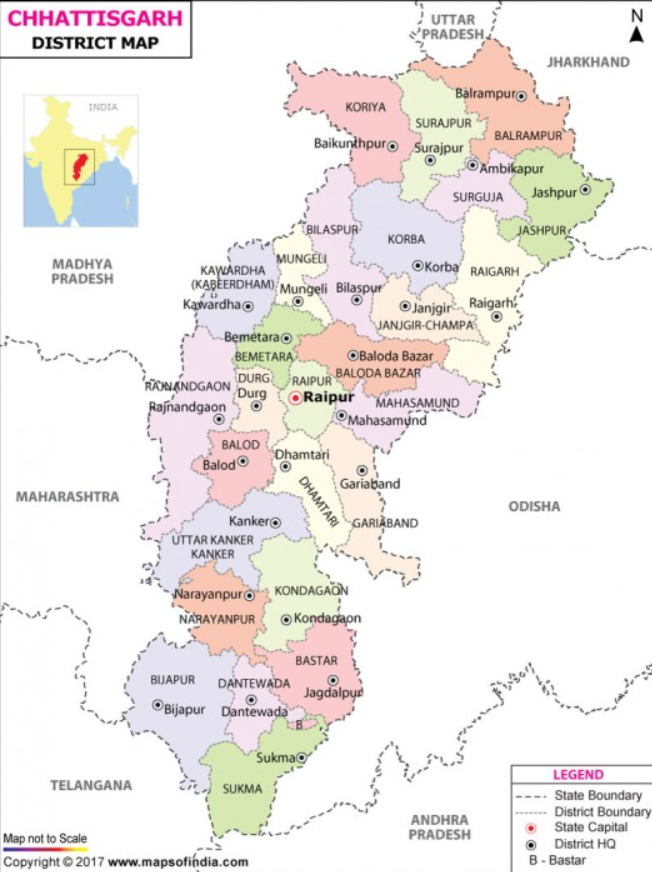 CHHATTISGARH
DISTRICT MAP
N
UTTAR
PRADESH
JHARKHAND
INDIA
Balrampur
KORIYA
SURAJPUR
BALRAMPUR
Baikunthpur
Surajpur
Ambikapur
SURGUJA
Jashpur
JASHPUR
BILASPUR
KORBA
MUNGELI
Korba
RAIGARH
MADHYA
PRADESH
KAWARDHA
(KABEERDHAM)
Mungeli
Bilaspur
Kawardha
Janjgir
Raigarh
JANJGIR-CHAMPA
Bemetara
BEMETARA
Baloda Bazar
BALODA BAZAR
RAJNANDGAON
DURG
RAIPUR
Durg
Raipur
MAHASAMUND
Rajnandgaon
Mahasamund
BALOD
Balod
Dhamtari
DHAMTARI
Gariaband
GARIABAND
MAHARASHTRA
ODISHA
Kanker
UTTAR KANKER
KANKER
Narayanpur
KONDAGAON
NARAYANPUR
Kondagaon
BASTAR
BIJAPUR
DANTEWADA
Jagdalpur
Bijapur
Dantewada
B
Sukma
SUKMA
TELANGANA
ANDHRA
PRADESH
LEGEND
State Boundary
District Boundary
State Capital
District HQ
B - Bastar
Map not to Scale
Copyright © 2017 www.mapsofindia.com